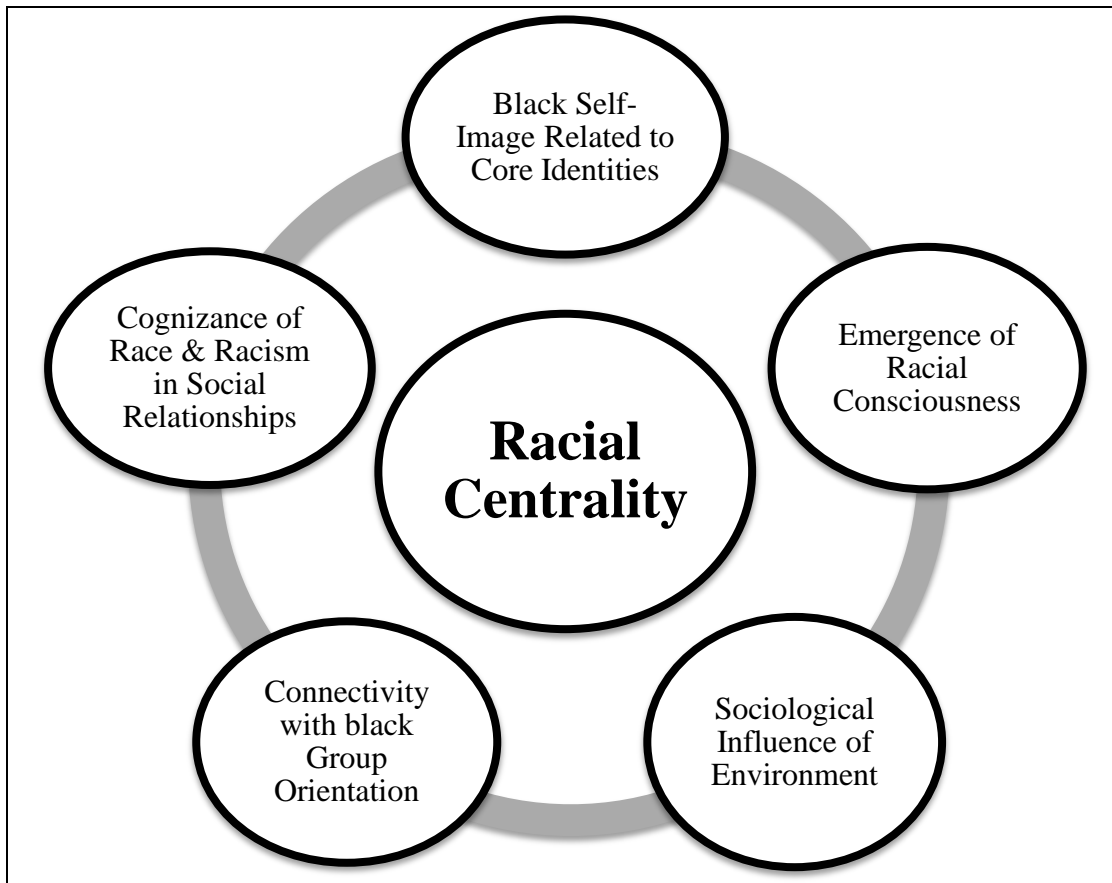 Black Self-
Image Related to
Core Identities
Emergence of
Racial
Consciousness
Sociological
Influence of
Environment
Connectivity
with black
Group
Orientation
Cognizance of
Race & Racism
in Social
Relationships
Racial
Centrality